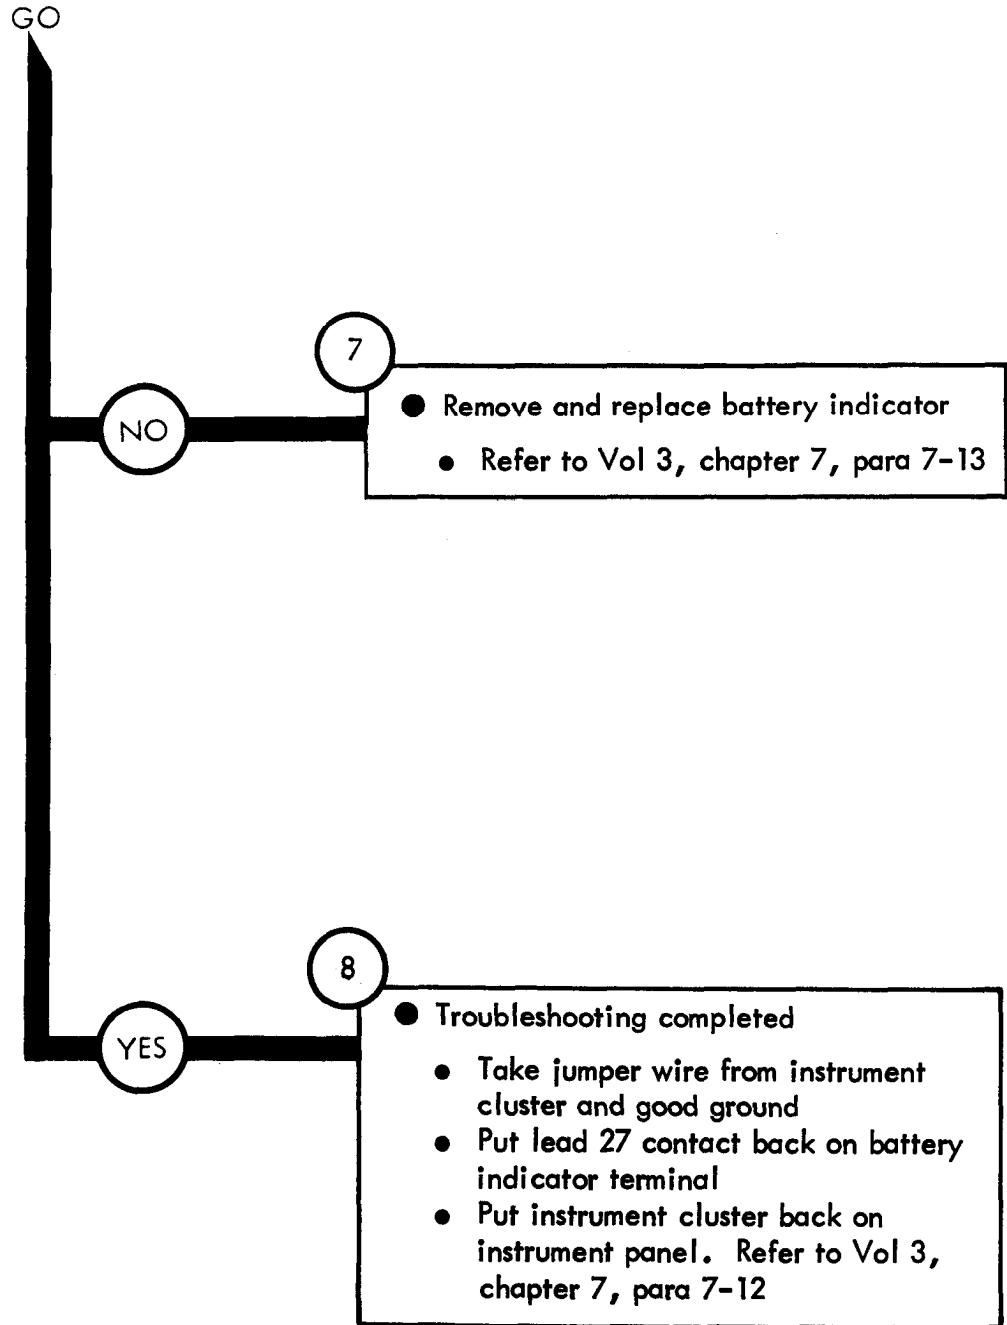 GO
7
NO
● Remove and replace battery indicator
● Refer to Vol 3, chapter 7, para 7-13
8
YES
● Troubleshooting completed
● Take jumper wire from instrument
cluster and good ground
● Put lead 27 contact back on battery
indicator terminal
● Put instrument cluster back on
instrument panel. Refer to Vol 3,
chapter 7, para 7-12